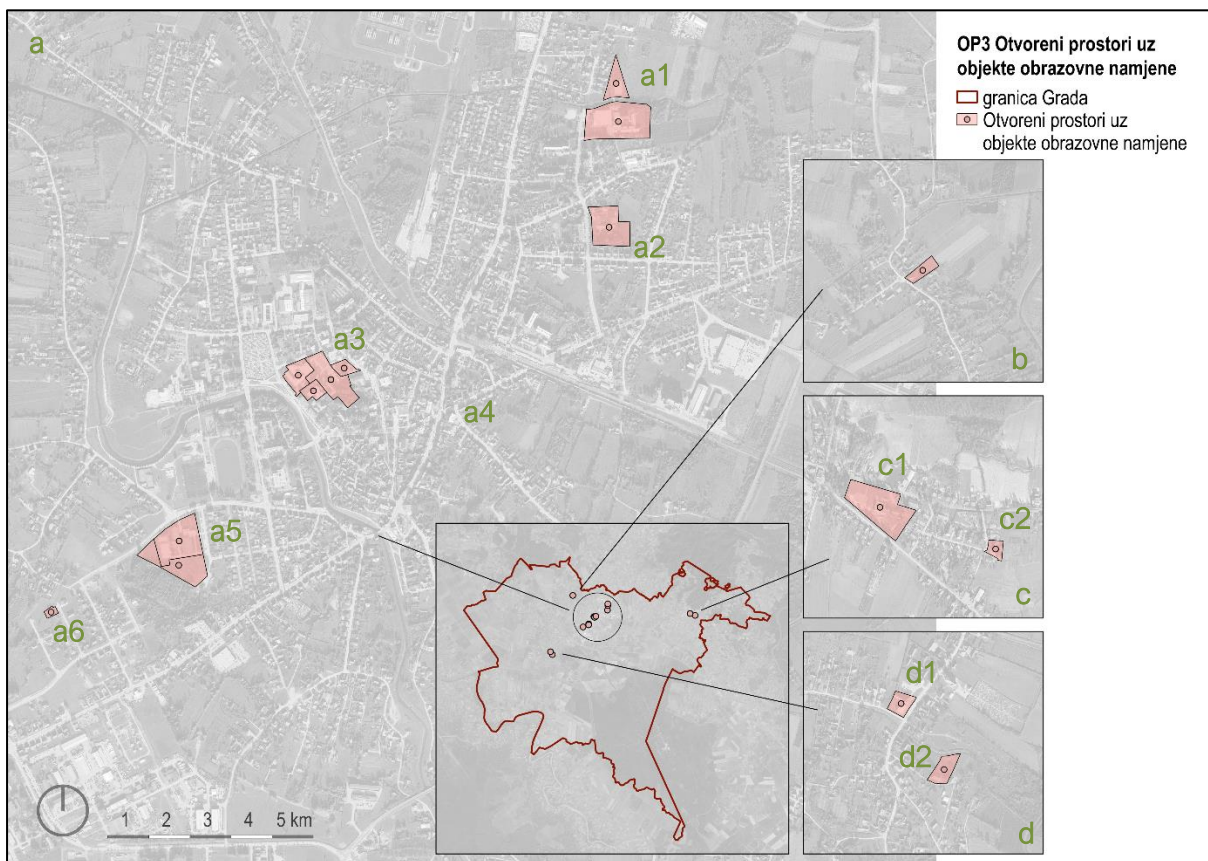 a
a1
a2
a3
a4
a5
a6
OP3 Otvoreni prostori uz
objekte obrazovne namjene
granica Grada
Otvoreni prostori uz
objekte obrazovne namjene
b
c1
c2
c
d1
d2
d
1 2 3 4 5 km